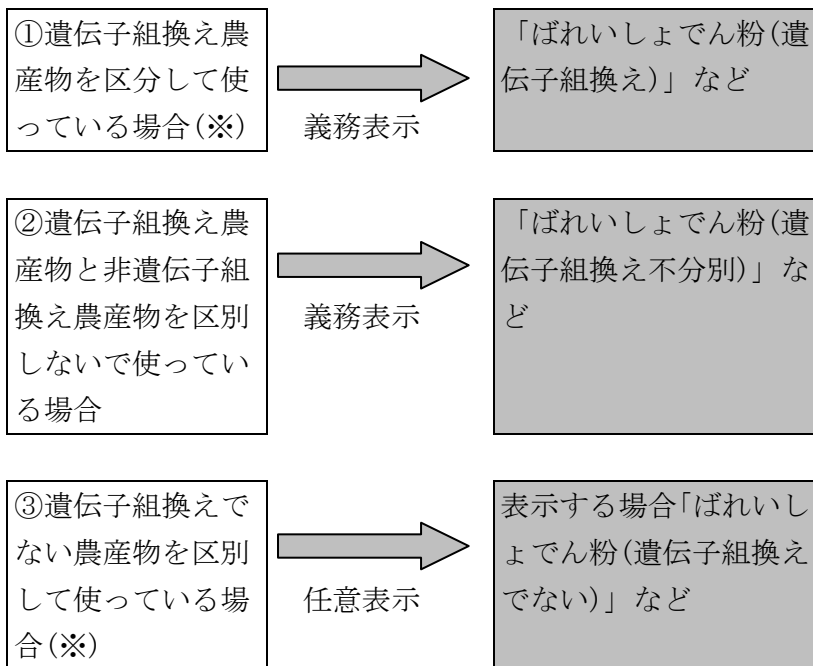 ①遺伝子組換え農
産物を区分して使
っている場合(※)
義務表示
「ばれいしょでん粉(遺
伝子組換え)」など
②遺伝子組換え農
産物と非遺伝子組
換え農産物を区別
しないで使ってい
る場合
義務表示
「ばれいしょでん粉(遺
伝子組換え不分別)」な
ど
③遺伝子組換えで
ない農産物を区別
して使っている場
合(※)
任意表示
表示する場合「ばれいし
ょでん粉(遺伝子組換え
でない)」など